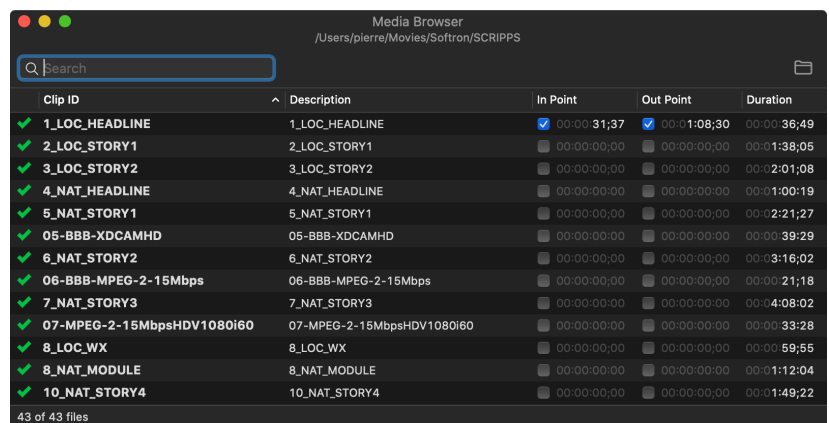 Media Browser
/Users/pierre/Movies/Softron/SCRIPPS
Search
Clip ID Description In Point Out Point Duration
1_LOC_HEADLINE 1_LOC_HEADLINE 00:00:31;37 00:01:08;30 00:00:36;49
2_LOC_STORY1 2_LOC_STORY1 00:00:00;00 00:00:00;00 00:01:38;05
3_LOC_STORY2 3_LOC_STORY2 00:00:00;00 00:00:00;00 00:02:01;08
4_NAT_HEADLINE 4_NAT_HEADLINE 00:00:00:00 00:00:00:00 00:01:00:19
5_NAT_STORY1 5_NAT_STORY1 00:00:00;00 00:00:00;00 00:02:21;27
05-BBB-XDCAMHD 05-BBB-XDCAMHD 00:00:00:00 00:00:00:00 00:00:39:29
6_NAT_STORY2 6_NAT_STORY2 00:00:00;00 00:00:00;00 00:03:16;02
06-BBB-MPEG-2-15Mbps 06-BBB-MPEG-2-15Mbps 00:00:00;00 00:00:00;00 00:00:21;18
7_NAT_STORY3 7_NAT_STORY3 00:00:00:00 00:00:00:00 00:04:08:02
07-MPEG-2-15MbpsHDV1080i60 07-MPEG-2-15MbpsHDV1080i60 00:00:00:00 00:00:00:00 00:00:33:28
8_LOC_WX 8_LOC_WX 00:00:00;00 00:00:00;00 00:00:59;55
8_NAT_MODULE 8_NAT_MODULE 00:00:00:00 00:00:00:00 00:01:12:04
10_NAT_STORY4 10_NAT_STORY4 00:00:00;00 00:00:00;00 00:01:49;22
43 of 43 files